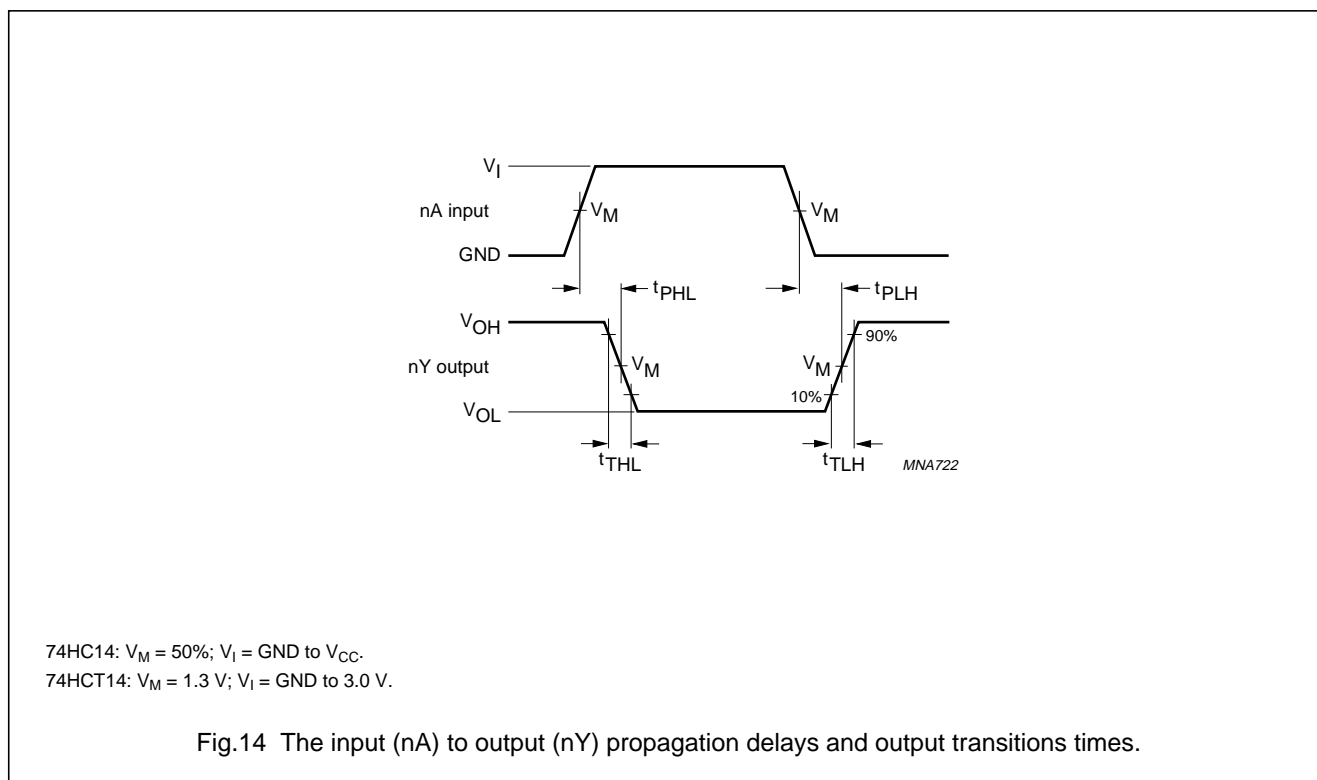 VI
nA input
VM
VM
GND
tPHL
tPLH
VOH
90%
nY output
VM
VM
10%
VOL
tTHL
tTLH
MNA722
74HC14: VM = 50%; VI = GND to VCC.
74HCT14: VM = 1.3 V; VI = GND to 3.0 V.
Fig.14 The input (nA) to output (nY) propagation delays and output transitions times.